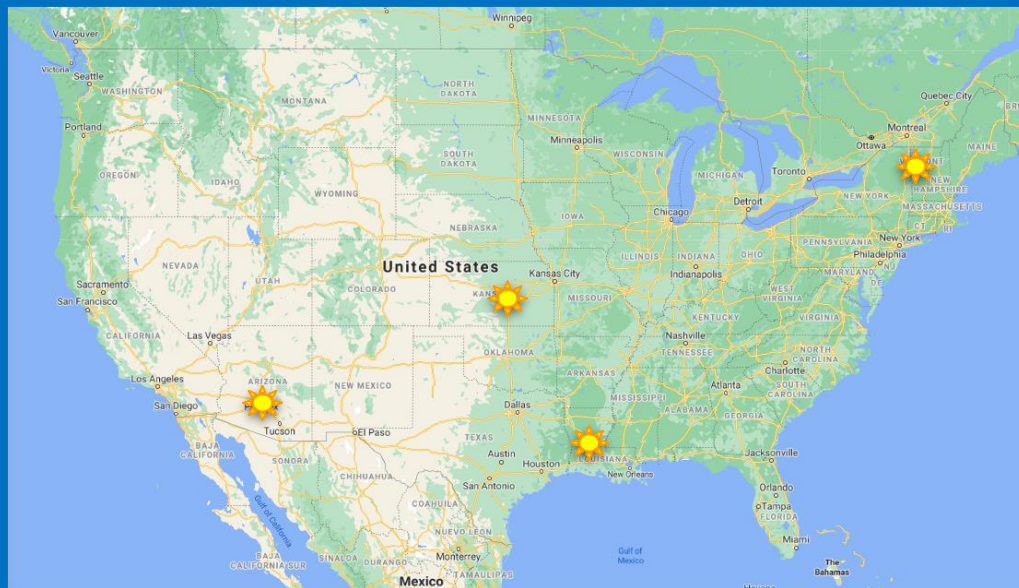 Winnipeg
Vancouver
Victoria
Seattle
WASHINGTON
NORTH
DAKOTA
MONTANA
Quebec City
MINNESOTA
Montreal
Ottawa
Portland
Minneapolis
MAINE
SOUTH
DAKOTA
WISCONSIN
OREGON
IDAHO
MICHIGAN
Toronto
NEW
HAMPSHIRE
WYOMING
NEW YORK
MASSACHUSETTS
Detroit
Chicago
IOWA
CT
RI
NEBRASKA
PENNSYLVANIA
New York
ILLINOIS
INDIANA
OHIO
Philadelphia
NJ
NEVADA
United States
Kansas City
Indianapolis
MARYLAND
DE
UTAH
COLORADO
Sacramento
San Francisco
MISSOURI
WEST
VIRGINIA
KENTUCKY
VIRGINIA
CALIFORNIA
Las Vegas
Nashville
TENNESSEE
NORTH
CAROLINA
OKLAHOMA
Charlotte
Los Angeles
ARIZONA
NEW MEXICO
ARKANSAS
Atlanta
SOUTH
CAROLINA
MISSISSIPPI
San Diego
Dallas
ALABAMA
GEORGIA
Tucson
El Paso
TEXAS
BAJA
CALIFORNIA
SONORA
Austin
Houston
Jacksonville
New Orleans
CHIHUAHUA
San Antonio
Orlando
Tampa
FLORIDA
COAHUILA
Gulf of California
NUEVO LEON
Miami
Gulf of
Mexico
BAJA
CALIFORNIA SUR
SINALOA
DURANGO
Monterrey
The
Bahamas
Mexico
TAMAULIPAS